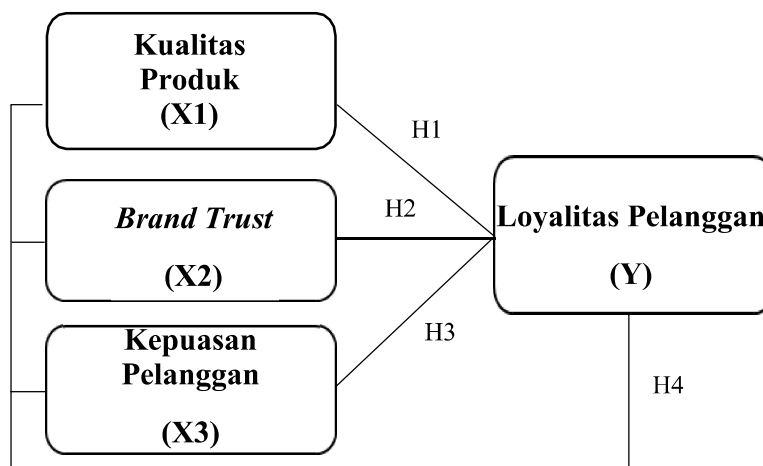 Kualitas
Produk
(X1)
H1
Brand Trust
(X2)
H2
Loyalitas Pelanggan
(Y)
Kepuasan
Pelanggan
(X3)
H3
H4